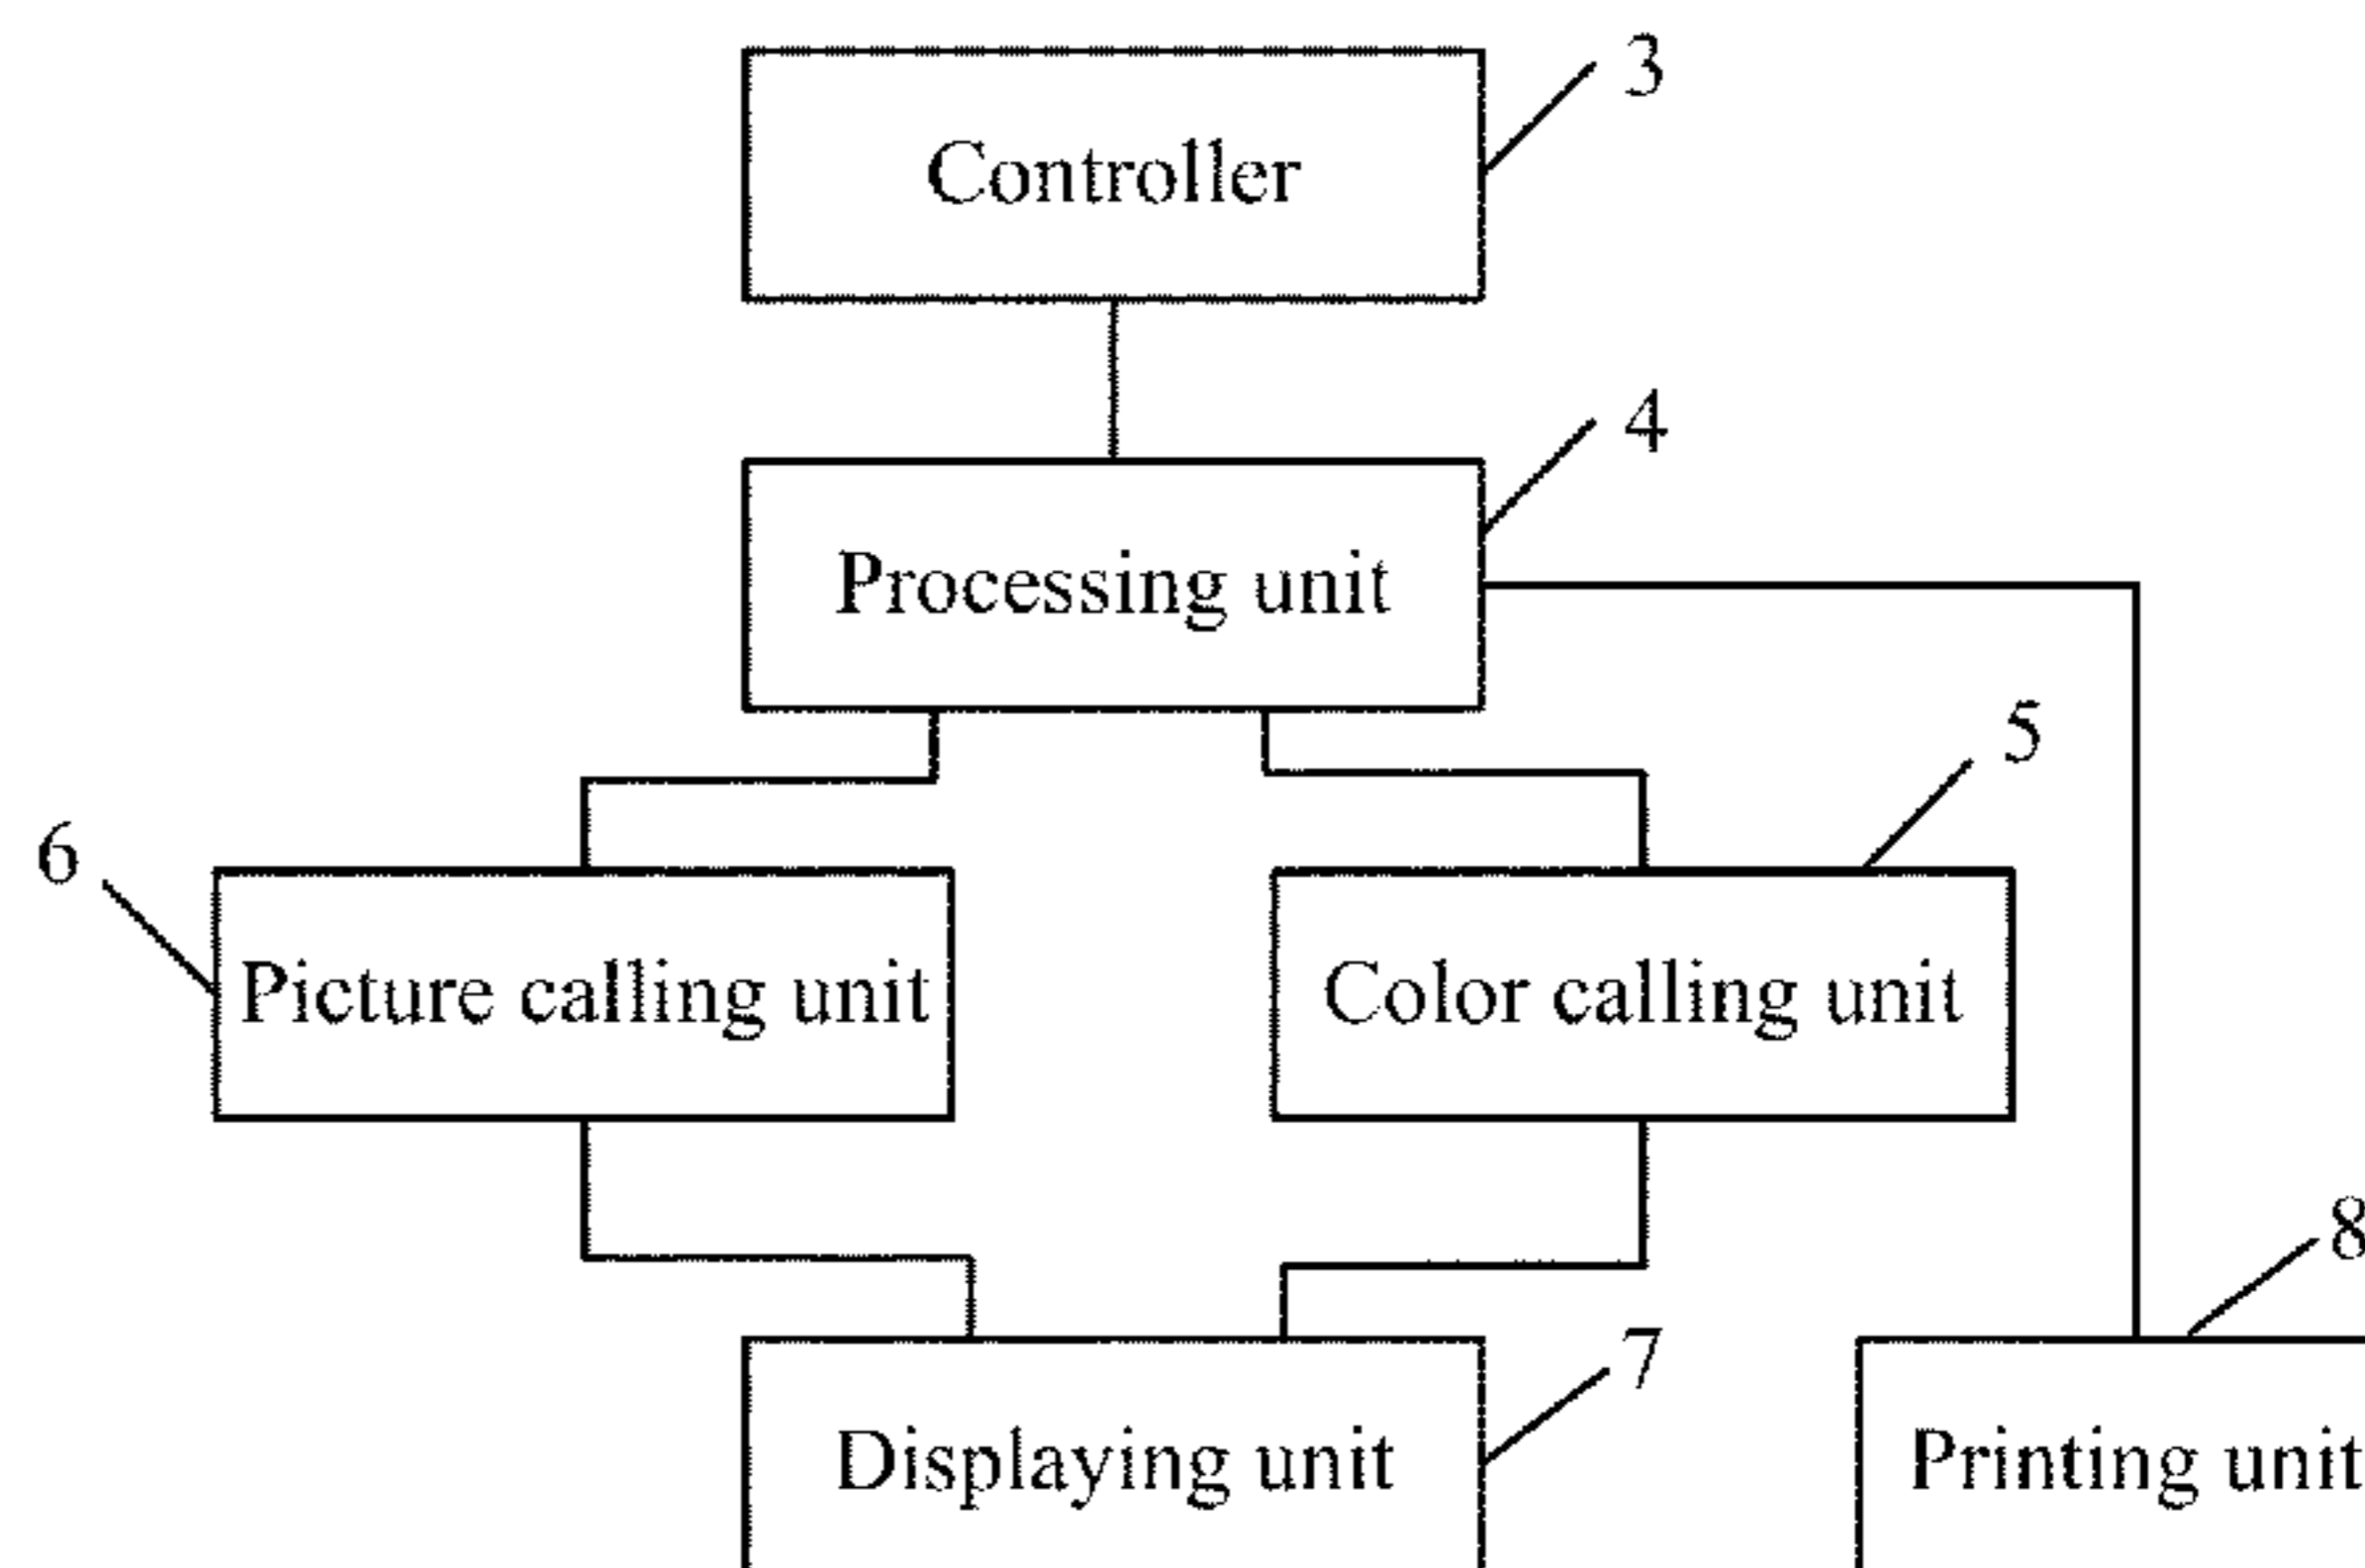 3
Controller
4
Processing unit
5
6
Picture calling unit
Color calling unit
8
7
Displaying unit
Printing unit